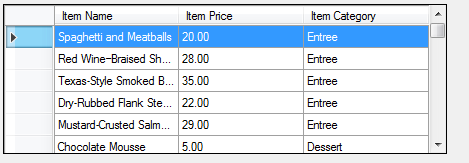 Item Name Item Price Item Category
Spaghetti and Meatballs 20.00 Entree
Red Wine-Braised Sh... 28.00 Entree
Texas-Style Smoked B... 35.00 Entree
Dry-Rubbed Flank Ste... 22.00 Entree
Mustard-Crusted Salm... 29.00 Entree
Chocolate Mousse 5.00 Dessert